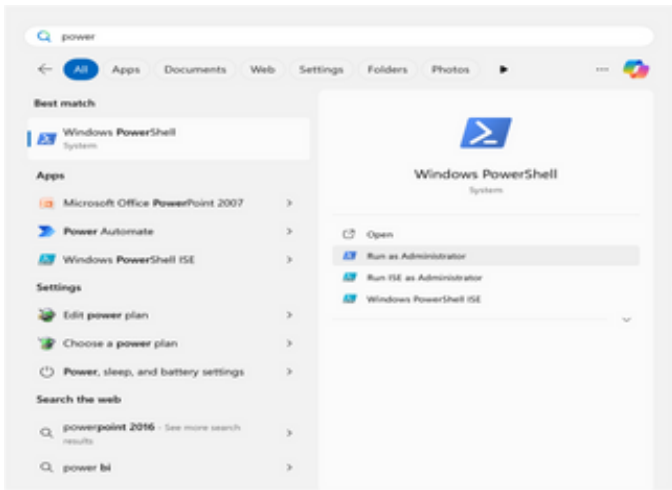 power
All Apps Documents Web Settings Folders Photos
Best match
Windows PowerShell
System
Apps
Microsoft Office PowerPoint 2007
Power Automate
Windows PowerShell ISE
Settings
Edit power plan
Choose a power plan
Power, sleep, and battery settings
Search the web
powerpoint 2016 - See more search
results
power bi
Windows PowerShell
System
Open
Run as Administrator
Run ISE as Administrator
Windows PowerShell ISE